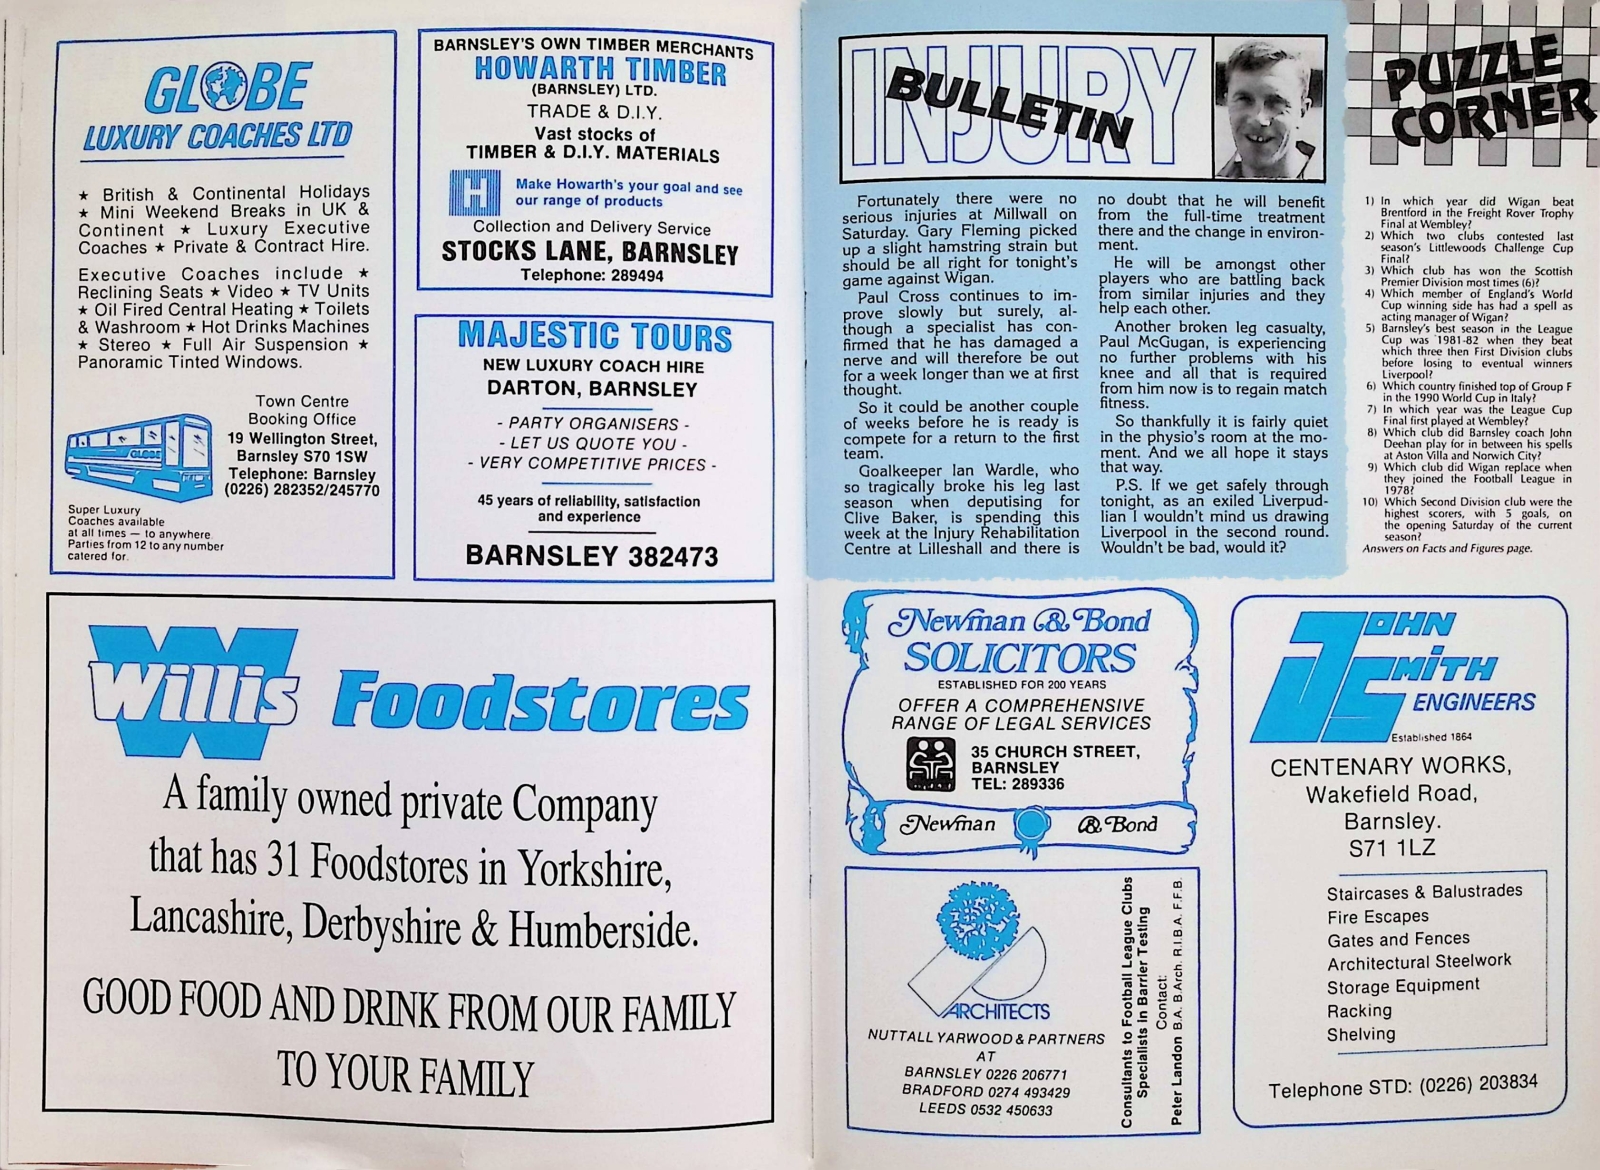 GLOBE
LUXURY COACHES LTD
★ British & Continental Holidays
★ Mini Weekend Breaks in UK &
Continent ★ Luxury Executive
Coaches ★ Private & Contract Hire.
Executive Coaches include ★
Reclining Seats ★ Video ★ TV Units
★ Oil Fired Central Heating ★ Toilets
& Washroom ★ Hot Drinks Machines
★ Stereo ★ Full Air Suspension ★
Panoramic Tinted Windows.
GLOBE
Town Centre
Booking Office
19 Wellington Street,
Barnsley S70 1SW
Telephone: Barnsley
(0226) 282352/245770
Super Luxury
Coaches available
at all times — to anywhere.
Parties from 12 to any number
catered for.
BARNSLEY'S OWN TIMBER MERCHANTS
HOWARTH TIMBER
(BARNSLEY) LTD.
TRADE & D.I.Y.
Vast stocks of
TIMBER & D.I.Y. MATERIALS
H
Make Howarth's your goal and see
our range of products
Collection and Delivery Service
STOCKS LANE, BARNSLEY
Telephone: 289494
MAJESTIC TOURS
NEW LUXURY COACH HIRE
DARTON, BARNSLEY
- PARTY ORGANISERS -
- LET US QUOTE YOU -
- VERY COMPETITIVE PRICES -
45 years of reliability, satisfaction
and experience
BARNSLEY 382473
Willis Foodstores
A family owned private Company
that has 31 Foodstores in Yorkshire,
Lancashire, Derbyshire & Humberside.
GOOD FOOD AND DRINK FROM OUR FAMILY
TO YOUR FAMILY
INJURY
BULLETIN
Fortunately there were no
serious injuries at Millwall on
Saturday. Gary Fleming picked
up a slight hamstring strain but
should be all right for tonight's
game against Wigan.
Paul Cross continues to im-
prove slowly but surely, al-
though a specialist has con-
firmed that he has damaged a
nerve and will therefore be out
for a week longer than we at first
thought.
So it could be another couple
of weeks before he is ready is
compete for a return to the first
team.
Goalkeeper Ian Wardle, who
so tragically broke his leg last
season when deputising for
Clive Baker, is spending this
week at the Injury Rehabilitation
Centre at Lilleshall and there is
no doubt that he will benefit
from the full-time treatment
there and the change in environ-
ment.
He will be amongst other
players who are battling back
from similar injuries and they
help each other.
Another broken leg casualty,
Paul McGugan, is experiencing
no further problems with his
knee and all that is required
from him now is to regain match
fitness.
So thankfully it is fairly quiet
in the physio's room at the mo-
ment. And we all hope it stays
that way.
P.S. If we get safely through
tonight, as an exiled Liverpud-
lian I wouldn't mind us drawing
Liverpool in the second round.
Wouldn't be bad, would it?
PUZZLE
CORNER
1) In which year did Wigan beat
Brentford in the Freight Rover Trophy
Final at Wembley?
2) Which two clubs contested last
season's Littlewoods Challenge Cup
Final?
3) Which club has won the Scottish
Premier Division most times (6)?
4) Which member of England's World
Cup winning side has had a spell as
acting manager of Wigan?
5) Barnsley's best season in the League
Cup was 1981-82 when they beat
which three then First Division clubs
before losing to eventual winners
Liverpool?
6) Which country finished top of Group F
in the 1990 World Cup in Italy?
7) In which year was the League Cup
Final first played at Wembley?
8) Which club did Barnsley coach John
Deehan play for in between his spells
at Aston Villa and Norwich City?
9) Which club did Wigan replace when
they joined the Football League in
1978?
10) Which Second Division club were the
highest scorers, with 5 goals, on
the opening Saturday of the current
season?
Answers on Facts and Figures page.
Newman & Bond
SOLICITORS
ESTABLISHED FOR 200 YEARS
OFFER A COMPREHENSIVE
RANGE OF LEGAL SERVICES
35 CHURCH STREET,
BARNSLEY
TEL: 289336
Newman & Bond
ARCHITECTS
NUTTALL YARWOOD & PARTNERS
AT
BARNSLEY 0226 206771
BRADFORD 0274 493429
LEEDS 0532 450633
Consultants to Football League Clubs
Specialists In Barrier Testing
Contact:
Peter Landon B.A. B.Arch. R.I.B.A. F.F.B.
JOHN
SMITH
ENGINEERS
Established 1864
CENTENARY WORKS,
Wakefield Road,
Barnsley.
S71 1LZ
Staircases & Balustrades
Fire Escapes
Gates and Fences
Architectural Steelwork
Storage Equipment
Racking
Shelving
Telephone STD: (0226) 203834